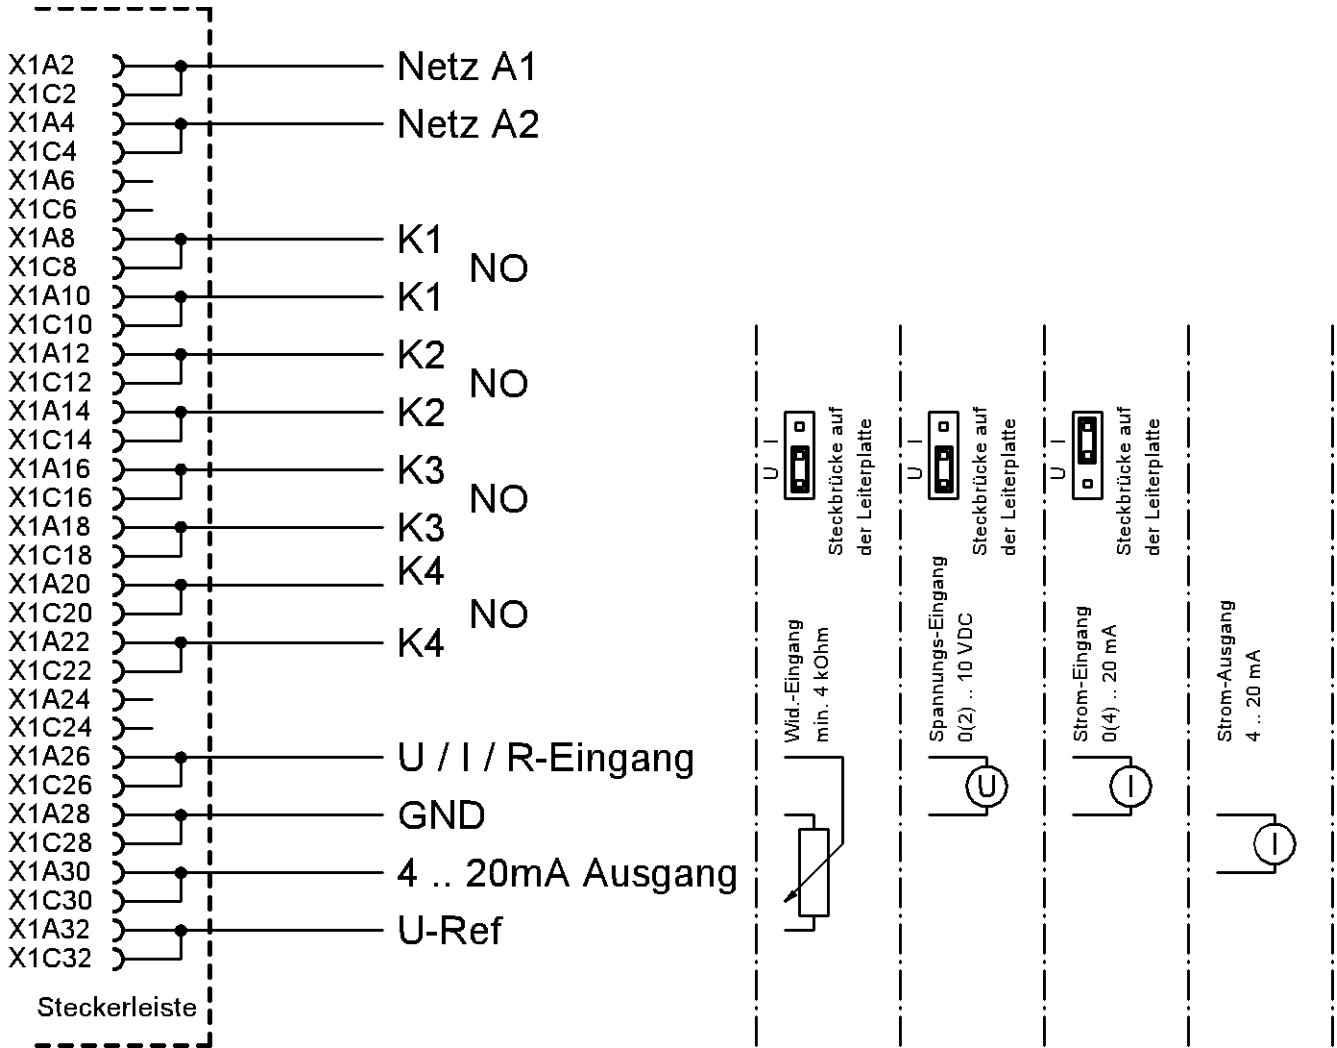 X1A2 Netz A1
X1C2
X1A4 Netz A2
X1C4
X1A6
X1C6
X1A8 K1
X1C8 NO
X1A10 K1
X1C10
X1A12 K2
X1C12 NO
X1A14 K2
X1C14
X1A16 K3
X1C16 NO
X1A18 K3
X1C18
X1A20 K4
X1C20 NO
X1A22 K4
X1C22
X1A24
X1C24
X1A26 U / I / R-Eingang
X1C26
X1A28 GND
X1C28
X1A30 4 .. 20mA Ausgang
X1C30
X1A32 U-Ref
X1C32
Steckerleiste
U I
Steckbrücke auf
der Leiterplatte
Wid.-Eingang
min. 4 kOhm
U I
Steckbrücke auf
der Leiterplatte
Spannungs-Eingang
0(2) .. 10 VDC
U
U I
Steckbrücke auf
der Leiterplatte
Strom-Eingang
0(4) .. 20 mA
I
Strom-Ausgang
4 .. 20 mA
I